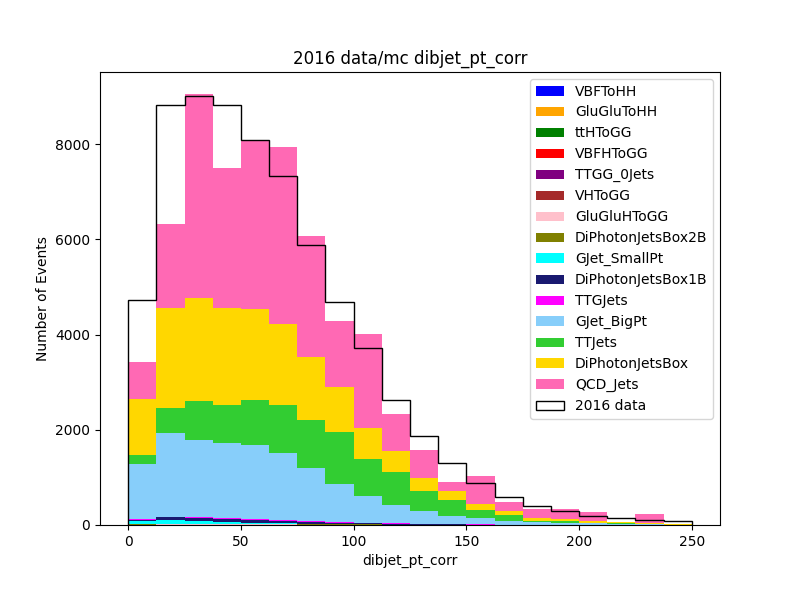 2016 data/mc dibjet_pt_corr
Number of Events
8000
6000
4000
2000
0
0
50
100
150
200
250
dibjet_pt_corr
VBFToHH
GluGluToHH
ttHToGG
VBFHToGG
TTGG_0Jets
VHToGG
GluGluHToGG
DiPhotonJetsBox2B
GJet_SmallPt
DiPhotonJetsBox1B
TTGJets
GJet_BigPt
TTJets
DiPhotonJetsBox
QCD_Jets
2016 data